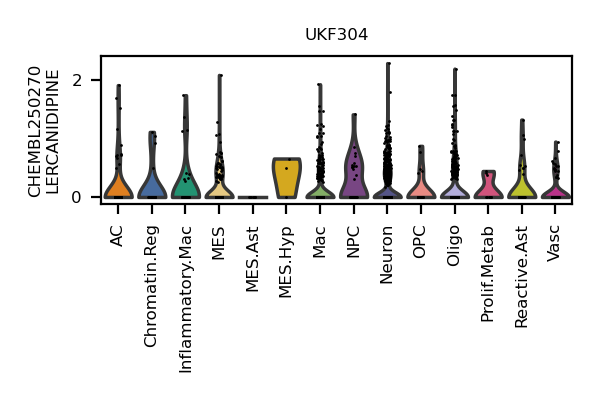 UKF304
CHEMBL250270
LERCANIDIPINE
2
0
AC
Chromatin.Reg
Inflammatory.Mac
MES
MES.Ast
MES.Hyp
Mac
NPC
Neuron
OPC
Oligo
Prolif.Metab
Reactive.Ast
Vasc